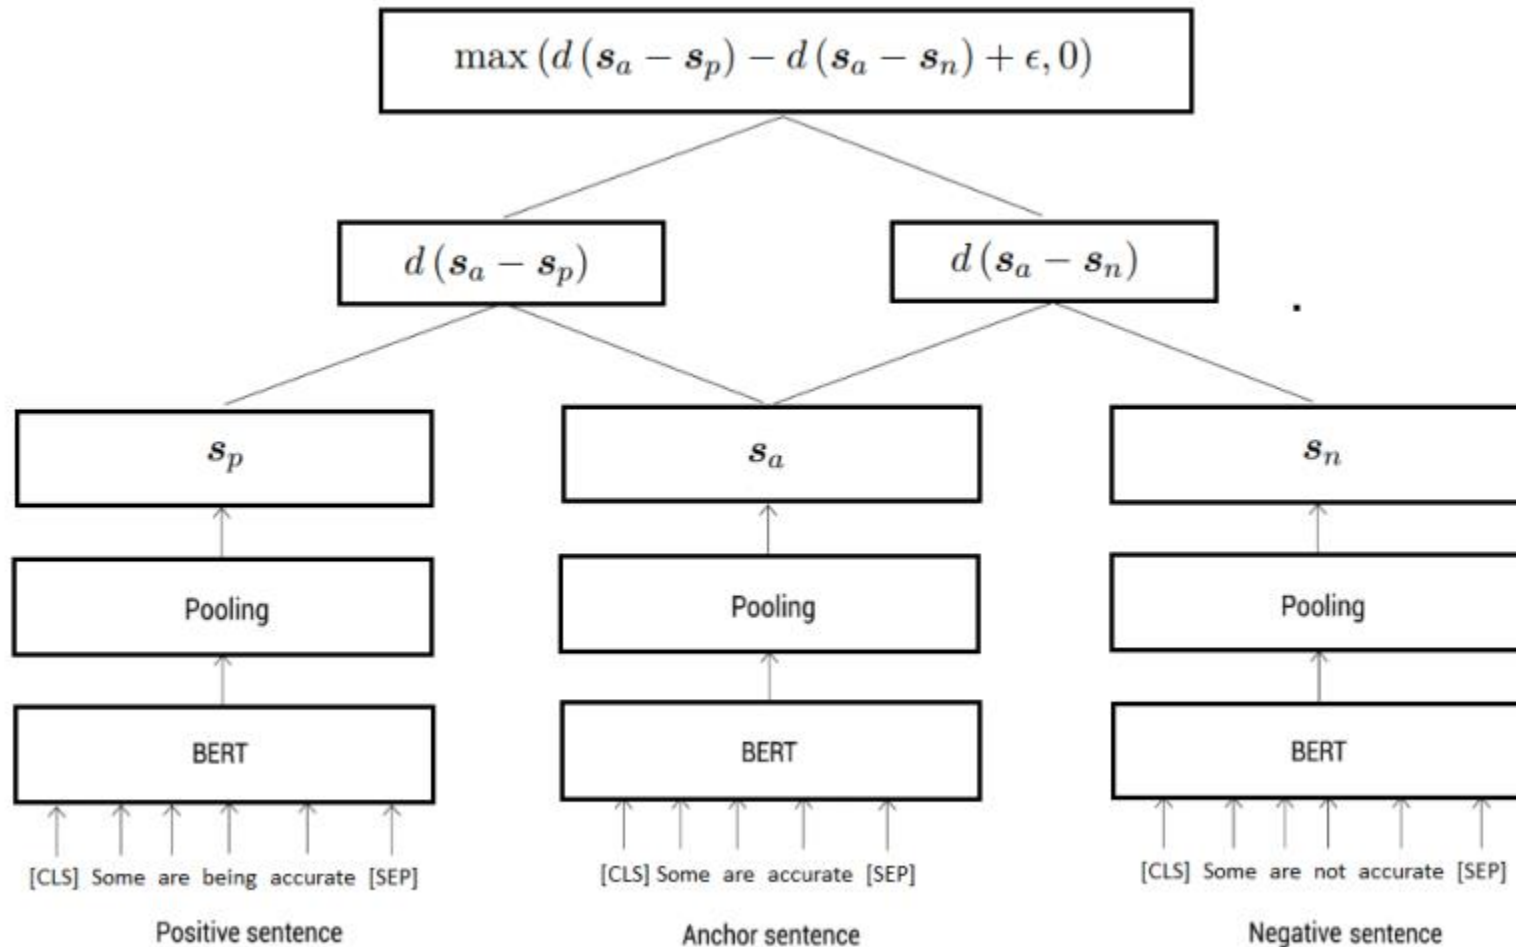 max (d (s_a − s_p) − d (s_a − s_n) + ϵ, 0)
d (s_a − s_p)
d (s_a − s_n)
.
s_p
s_a
s_n
Pooling
Pooling
Pooling
BERT
BERT
BERT
[CLS] Some are being accurate [SEP]
[CLS] Some are accurate [SEP]
[CLS] Some are not accurate [SEP]
Positive sentence
Anchor sentence
Negative sentence